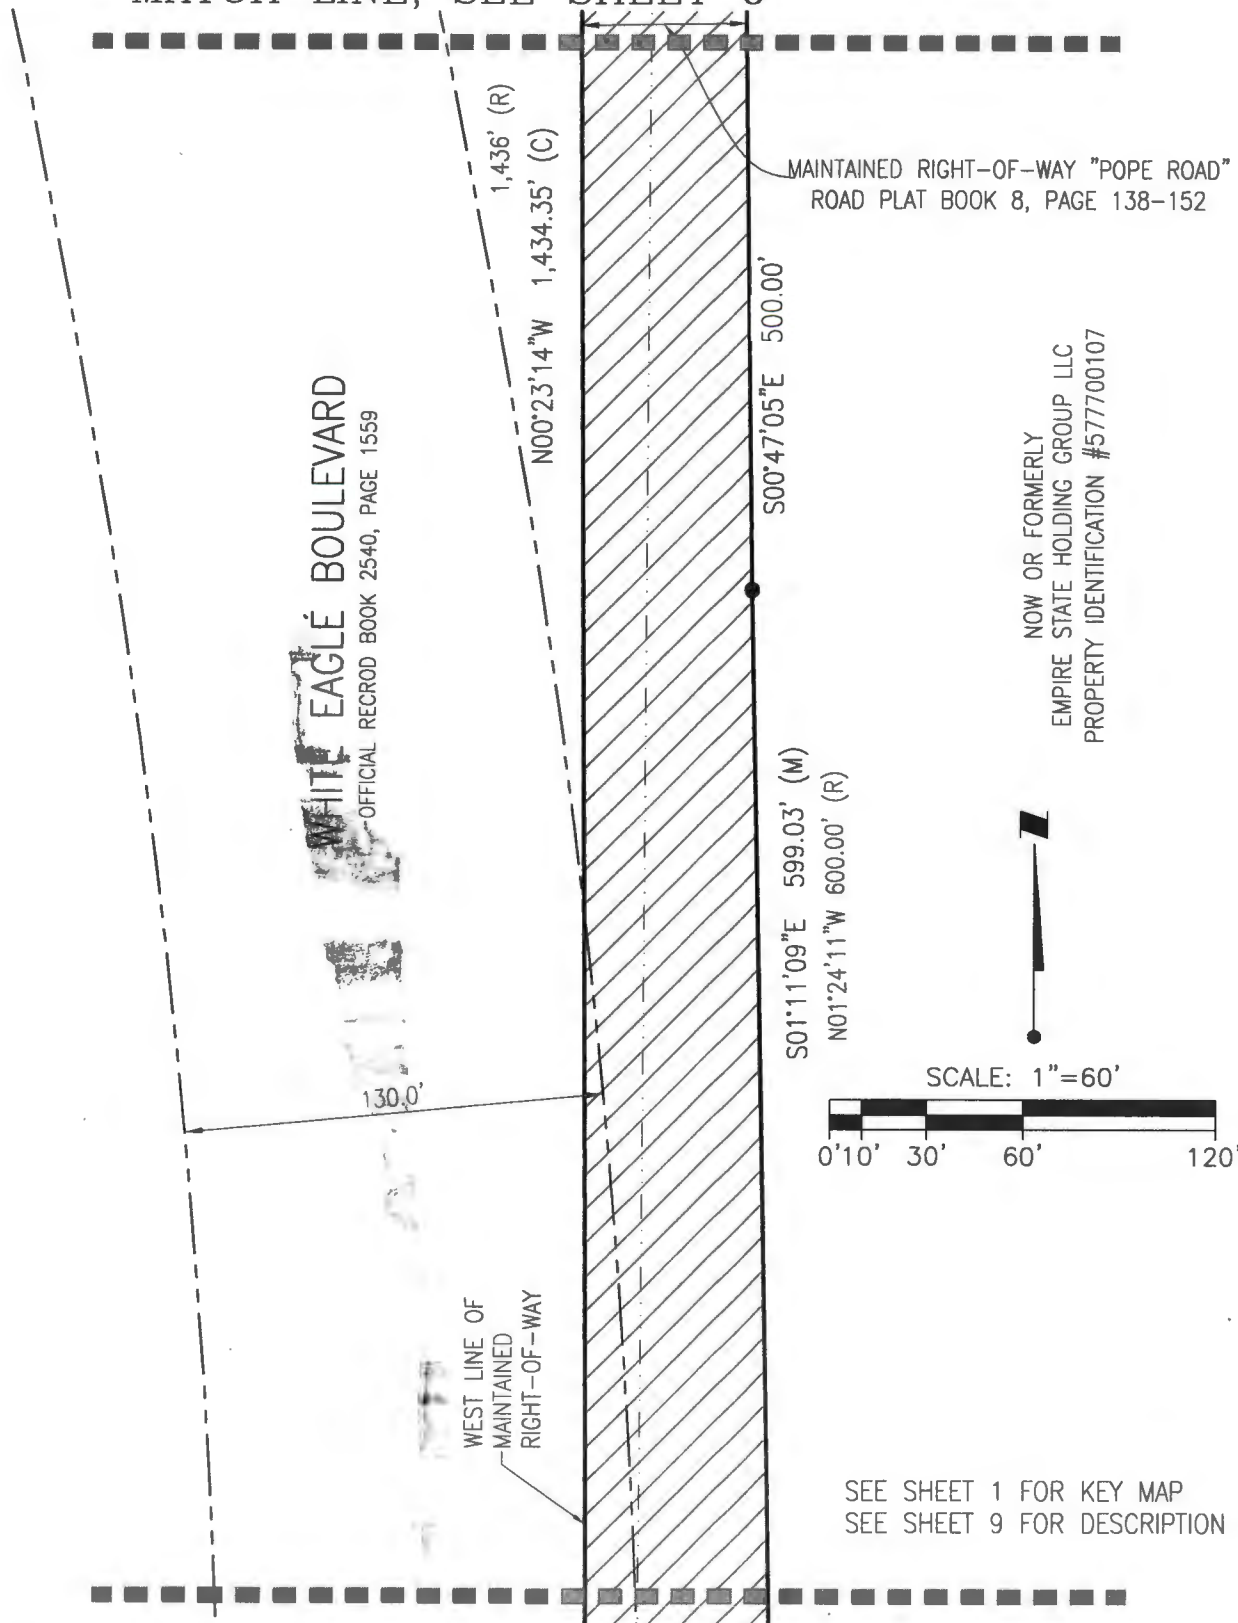 MATCH LINE, SEE SHEET
1,436' (R)
N00°23'14"W 1,434.35' (C)
MAINTAINED RIGHT-OF-WAY "POPE ROAD"
ROAD PLAT BOOK 8, PAGE 138-152
S00°47'05"E 500.00'
WHITE EAGLE BOULEVARD
OFFICIAL RECROD BOOK 2540, PAGE 1559
NOW OR FORMERLY
EMPIRE STATE HOLDING GROUP LLC
PROPERTY IDENTIFICATION #577700107
S01°11'09"E 599.03' (M)
N01°24'11"W 600.00' (R)
N
SCALE: 1"=60'
0' 10' 30' 60' 120'
130.0'
WEST LINE OF
MAINTAINED
RIGHT-OF-WAY
SEE SHEET 1 FOR KEY MAP
SEE SHEET 9 FOR DESCRIPTION